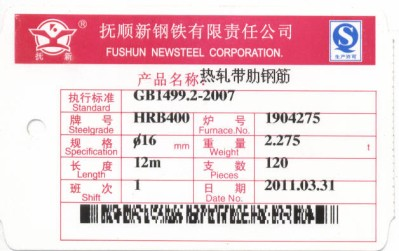 抚顺新钢铁有限责任公司
FUSHUN NEWSTEEL CORPORATION.
抚 新
生产许可
产品名称:热轧带肋钢筋
执行标准 GB1499.2-2007
Standard
牌号 HRB400 炉号 1904275
Steelgrade Furnace.No.
规格 ϕ16 mm 重量 2.275 t
Specification Weight
长度 12m 支数 120
Length Pieces
班次 1 日期 2011.03.31
Shift Date No.